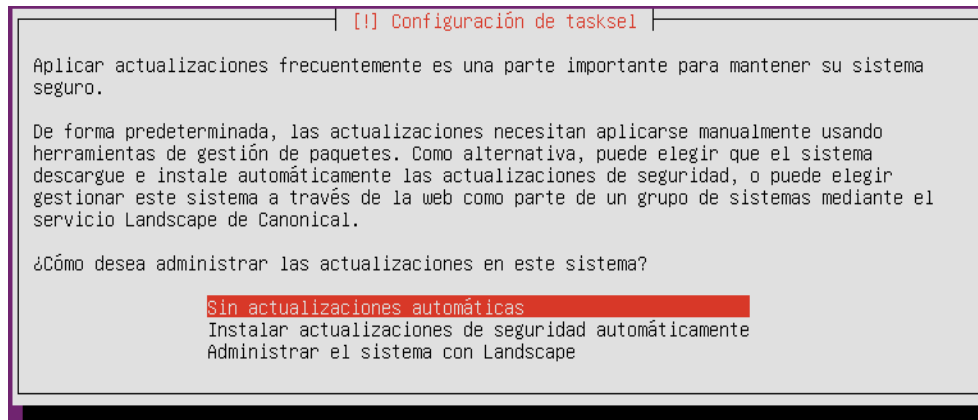 [!] Configuración de tasksel
Aplicar actualizaciones frecuentemente es una parte importante para mantener su sistema
seguro.
De forma predeterminada, las actualizaciones necesitan aplicarse manualmente usando
herramientas de gestión de paquetes. Como alternativa, puede elegir que el sistema
descargue e instale automáticamente las actualizaciones de seguridad, o puede elegir
gestionar este sistema a través de la web como parte de un grupo de sistemas mediante el
servicio Landscape de Canonical.
¿Cómo desea administrar las actualizaciones en este sistema?
Sin actualizaciones automáticas
Instalar actualizaciones de seguridad automáticamente
Administrar el sistema con Landscape